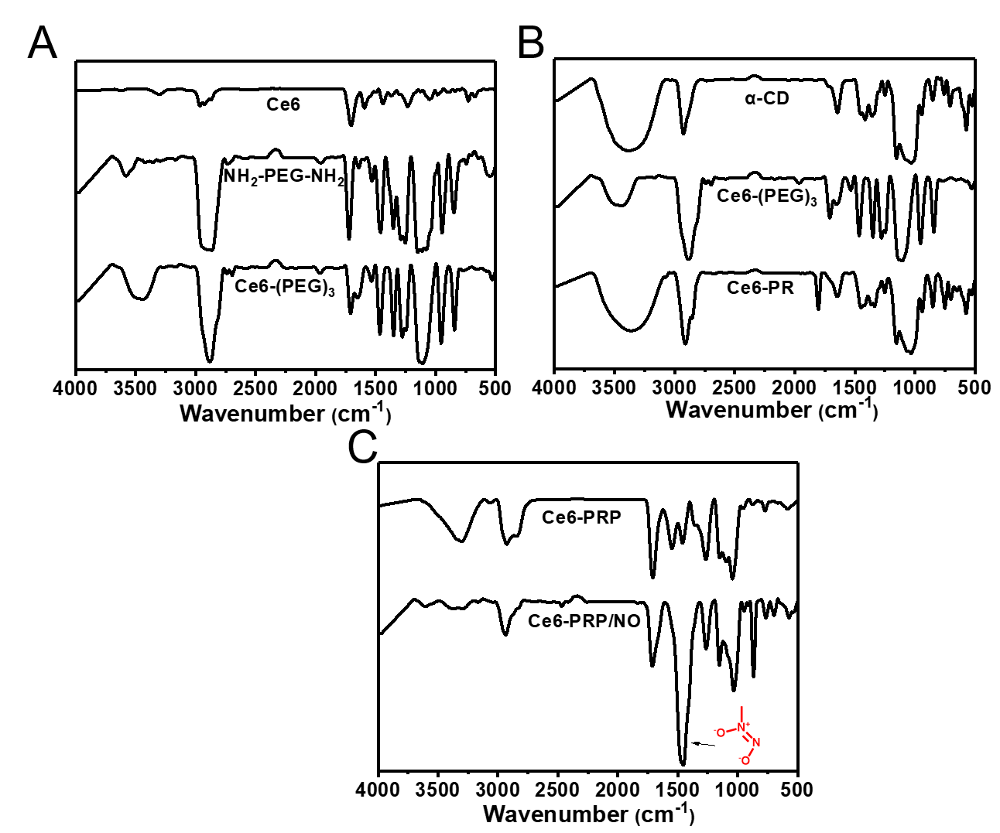 A
B
Ce6
NH₂-PEG-NH₂
Ce6-(PEG)₃
4000 3500 3000 2500 2000 1500 1000 500
Wavenumber (cm⁻¹)
α-CD
Ce6-(PEG)₃
Ce6-PR
4000 3500 3000 2500 2000 1500 1000 500
Wavenumber (cm⁻¹)
C
Ce6-PRP
Ce6-PRP/NO
⁻O N⁺
N
⁻O
4000 3500 3000 2500 2000 1500 1000 500
Wavenumber (cm⁻¹)